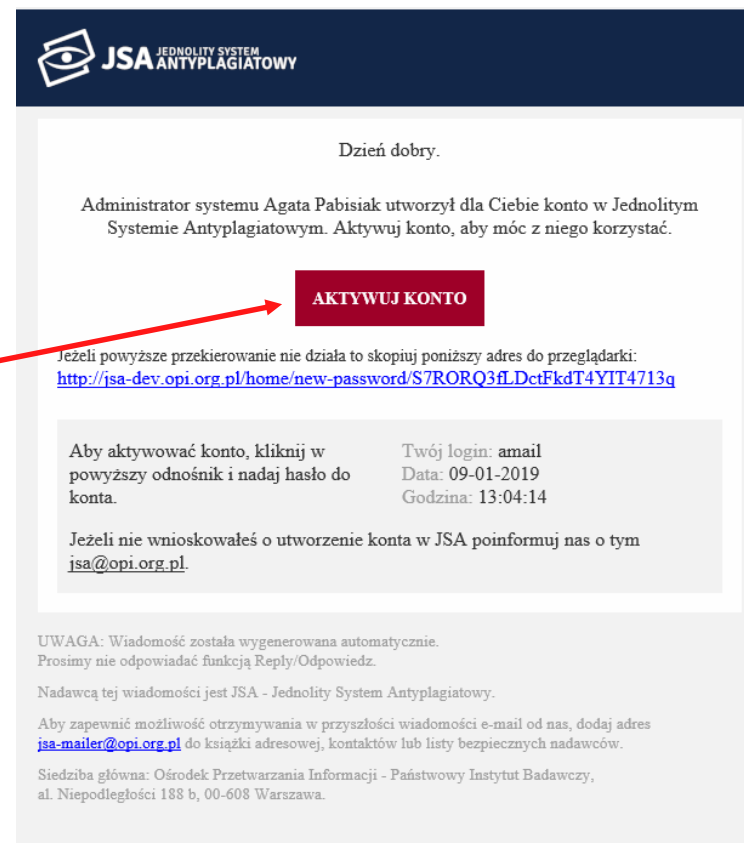 JSA JEDNOLITY SYSTEM
ANTYPLAGIATOWY
Dzień dobry.
Administrator systemu Agata Pabisiak utworzył dla Ciebie konto w Jednolitym
Systemie Antyplagiatowym. Aktywuj konto, aby móc z niego korzystać.
AKTYWUJ KONTO
Jeżeli powyższe przekierowanie nie działa to skopiuj poniższy adres do przeglądarki:
http://jsa-dev.opi.org.pl/home/new-password/S7RORQ3fLDctFkdT4YIT4713q
Aby aktywować konto, kliknij w
powyższy odnośnik i nadaj hasło do
konta.
Twój login: amail
Data: 09-01-2019
Godzina: 13:04:14
Jeżeli nie wnioskowałeś o utworzenie konta w JSA poinformuj nas o tym
jsa@opi.org.pl.
UWAGA: Wiadomość została wygenerowana automatycznie.
Prosimy nie odpowiadać funkcją Reply/Odpowiedz.
Nadawcą tej wiadomości jest JSA - Jednolity System Antyplagiatowy.
Aby zapewnić możliwość otrzymywania w przyszłości wiadomości e-mail od nas, dodaj adres
jsa-mailer@opi.org.pl do książki adresowej, kontaktów lub listy bezpiecznych nadawców.
Siedziba główna: Ośrodek Przetwarzania Informacji - Państwowy Instytut Badawczy,
al. Niepodległości 188 b, 00-608 Warszawa.